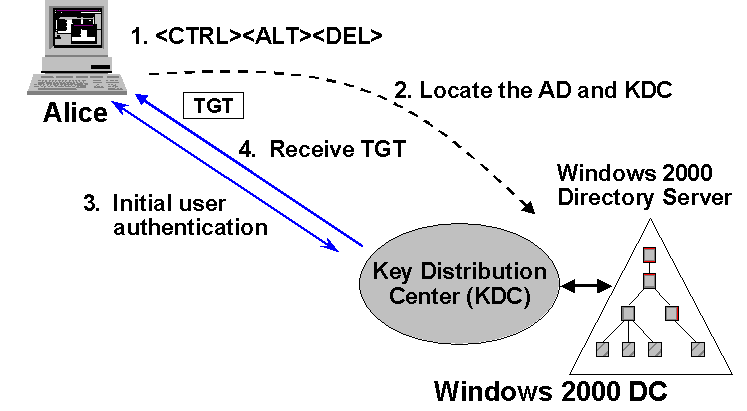 1. <CTRL><ALT><DEL>
2. Locate the AD and KDC
Alice
TGT
4. Receive TGT
3. Initial user
authentication
Windows 2000
Directory Server
Key Distribution
Center (KDC)
Windows 2000 DC